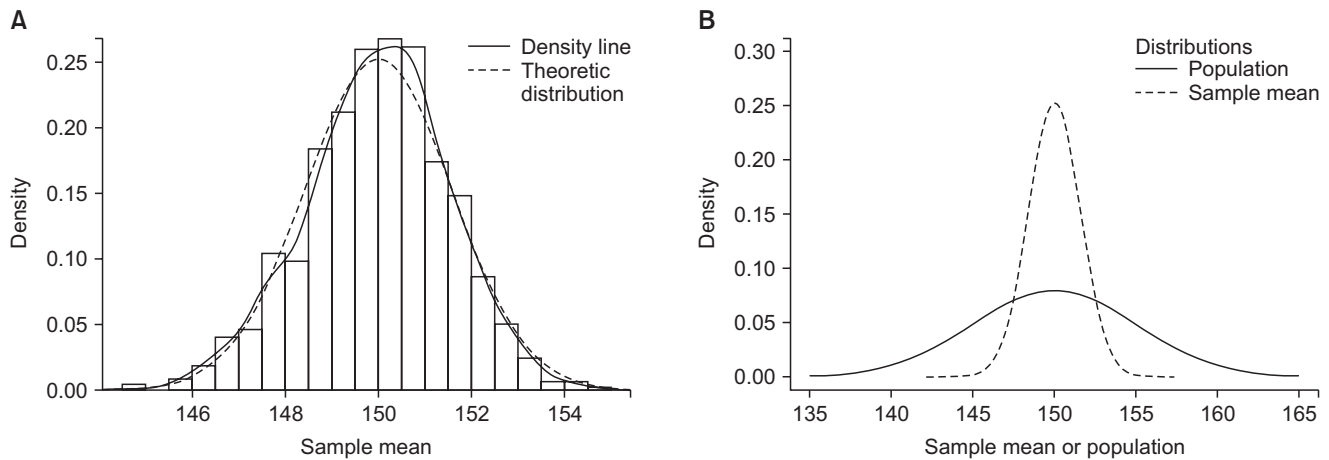 A
0.25
0.20
0.15
0.10
0.05
0.00
Density
146 148 150 152 154
Sample mean
Density line
Theoretic
distribution
B
0.30
0.25
0.20
0.15
0.10
0.05
0.00
Density
135 140 145 150 155 160 165
Sample mean or population
Distributions
Population
Sample mean